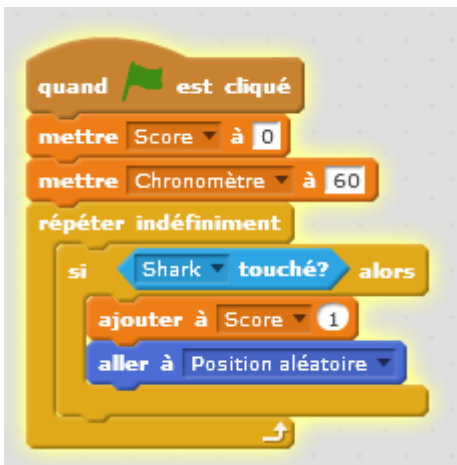 quand est cliqué
mettre Score à 0
mettre Chronomètre à 60
répéter indéfiniment
si Shark touché? alors
ajouter à Score 1
aller à Position aléatoire